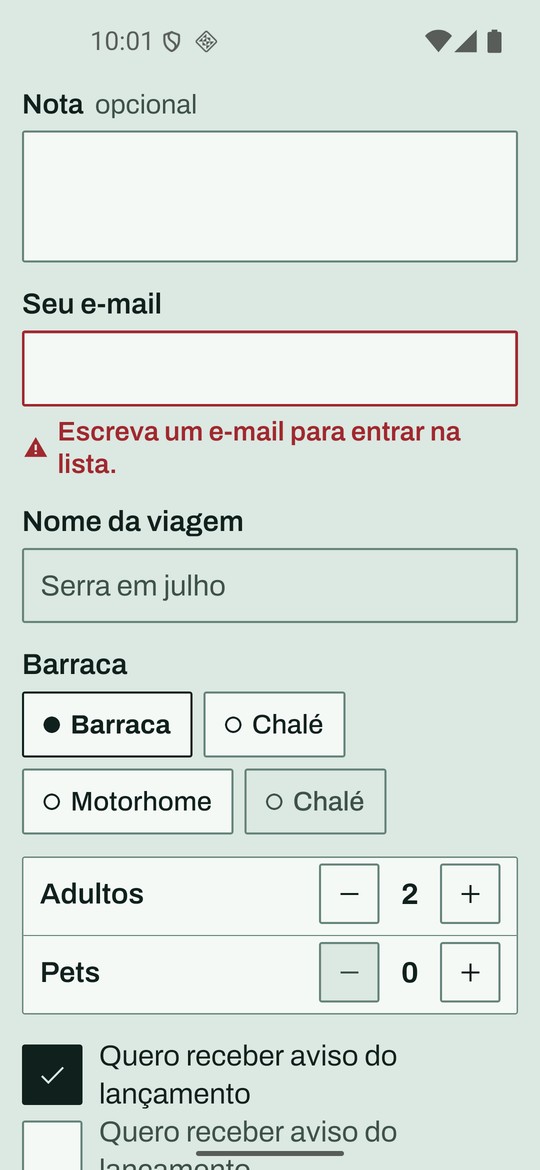 10:01
Nota opcional
Seu e-mail
Escreva um e-mail para entrar na
lista.
Nome da viagem
Serra em julho
Barraca
Barraca
Chalé
Motorhome
Chalé
Adultos
2
Pets
0
Quero receber aviso do
lançamento
Quero receber aviso do
lançamento